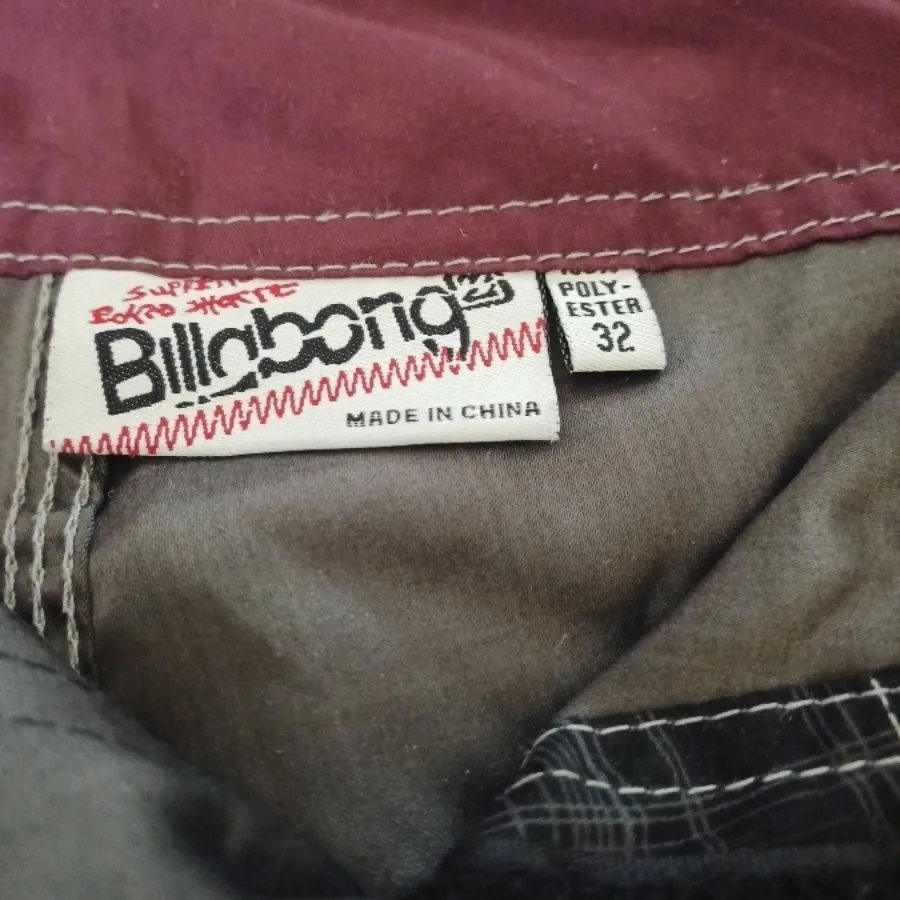 Billabong
MADE IN CHINA
POLY-
ESTER
32